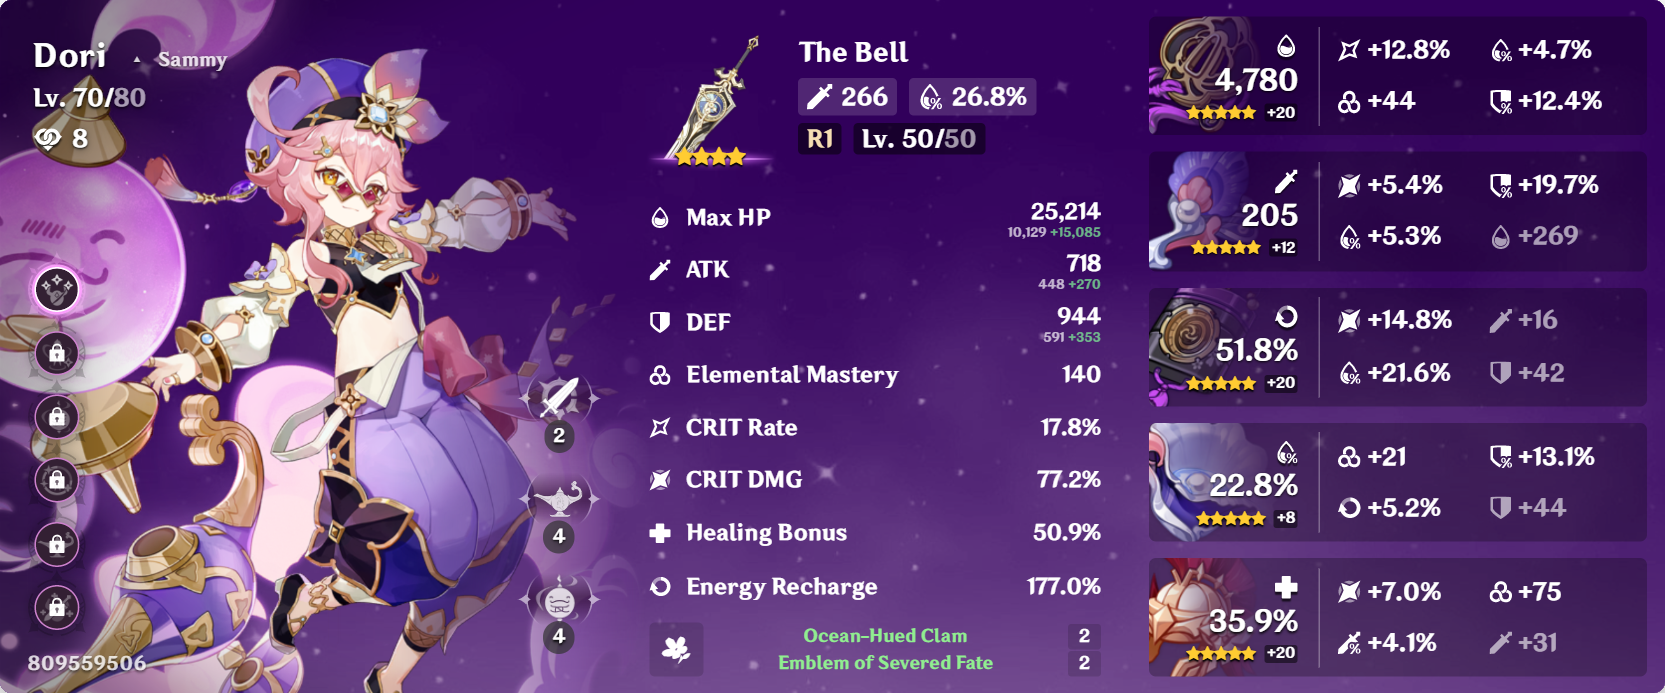 Dori • Sammy
Lv. 70/80
8
2
4
4
809559506
The Bell
266 26.8%
R1 Lv. 50/50
Max HP 25,214
10,129 +15,085
ATK 718
448 +270
DEF 944
591 +353
Elemental Mastery 140
CRIT Rate 17.8%
CRIT DMG 77.2%
Healing Bonus 50.9%
Energy Recharge 177.0%
Ocean-Hued Clam 2
Emblem of Severed Fate 2
4,780
+20
+12.8% +4.7%
+44 +12.4%
205
+12
+5.4% +19.7%
+5.3% +269
51.8%
+20
+14.8% +16
+21.6% +42
22.8%
+8
+21 +13.1%
+5.2% +44
35.9%
+20
+7.0% +75
+4.1% +31